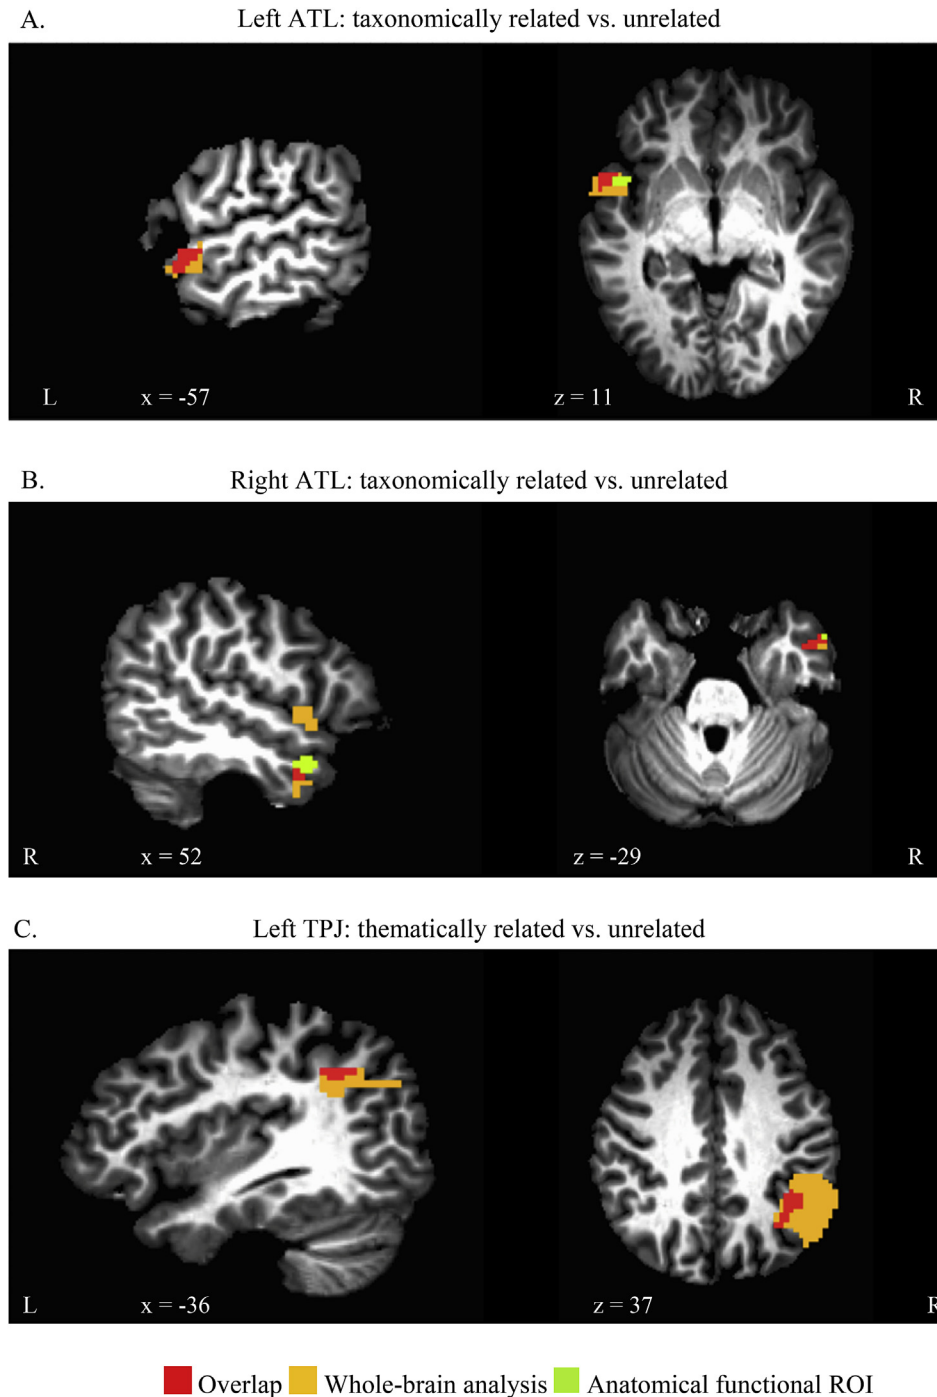 A. Left ATL: taxonomically related vs. unrelated
L x = -57 z = 11 R
B. Right ATL: taxonomically related vs. unrelated
R x = 52 z = -29 R
C. Left TPJ: thematically related vs. unrelated
L x = -36 z = 37 R
Overlap Whole-brain analysis Anatomical functional ROI